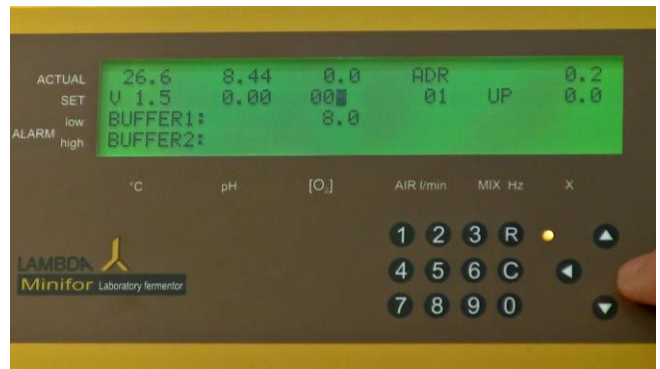 ACTUAL 26.6 8.44 0.0 ADR 0.2
SET V 1.5 0.00 00 01 UP 0.0
ALARM low BUFFER1: 8.0
high BUFFER2:
°C pH [O₂] AIR l/min MIX Hz X
1 2 3 R
4 5 6 C
7 8 9 0
LAMBDA
Minifor Laboratory fermentor